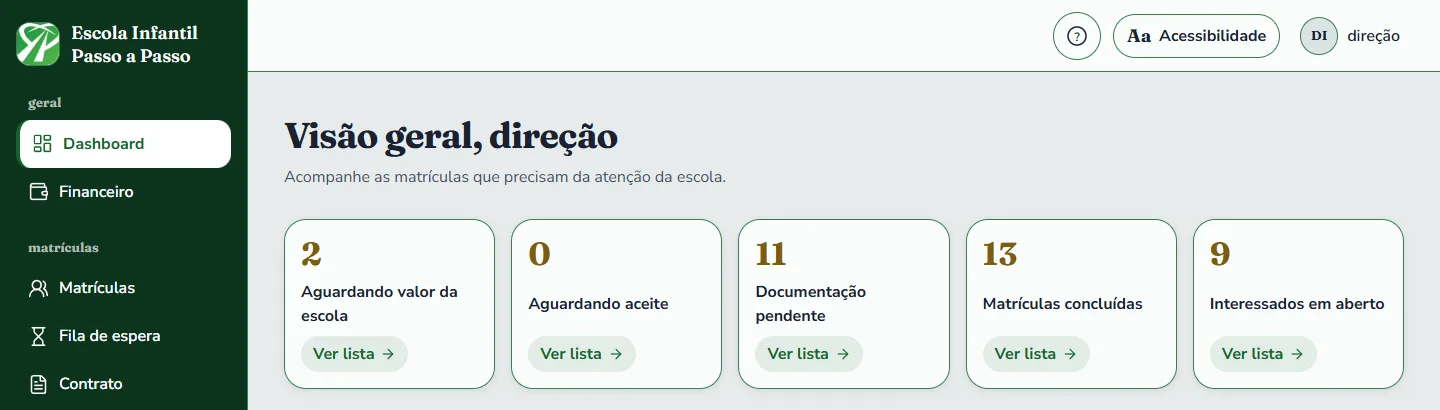 Escola Infantil
Passo a Passo
geral
Dashboard
Financeiro
matrículas
Matrículas
Fila de espera
Contrato
?
Aa Acessibilidade
DI direção
Visão geral, direção
Acompanhe as matrículas que precisam da atenção da escola.
2
Aguardando valor da
escola
Ver lista →
0
Aguardando aceite
Ver lista →
11
Documentação
pendente
Ver lista →
13
Matrículas concluídas
Ver lista →
9
Interessados em aberto
Ver lista →